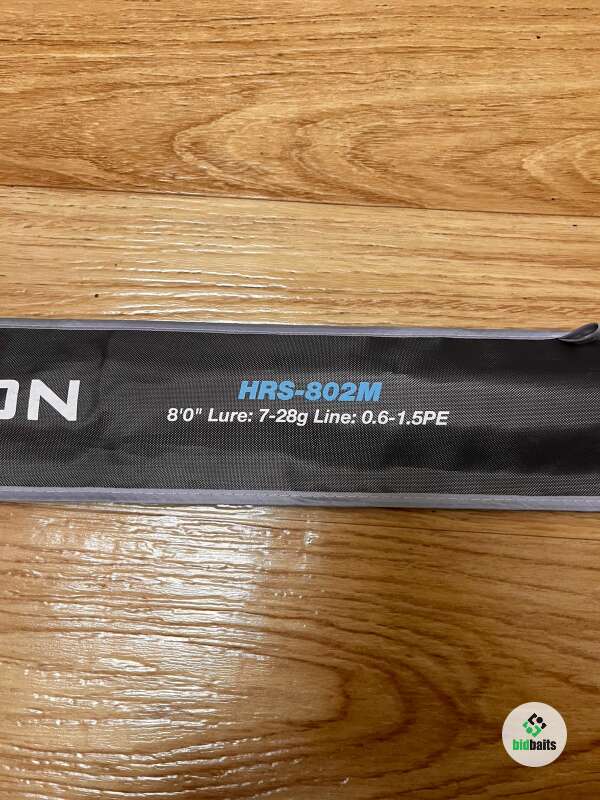 ON
HRS-802M
8'0" Lure: 7-28g Line: 0.6-1.5PE
bidbaits